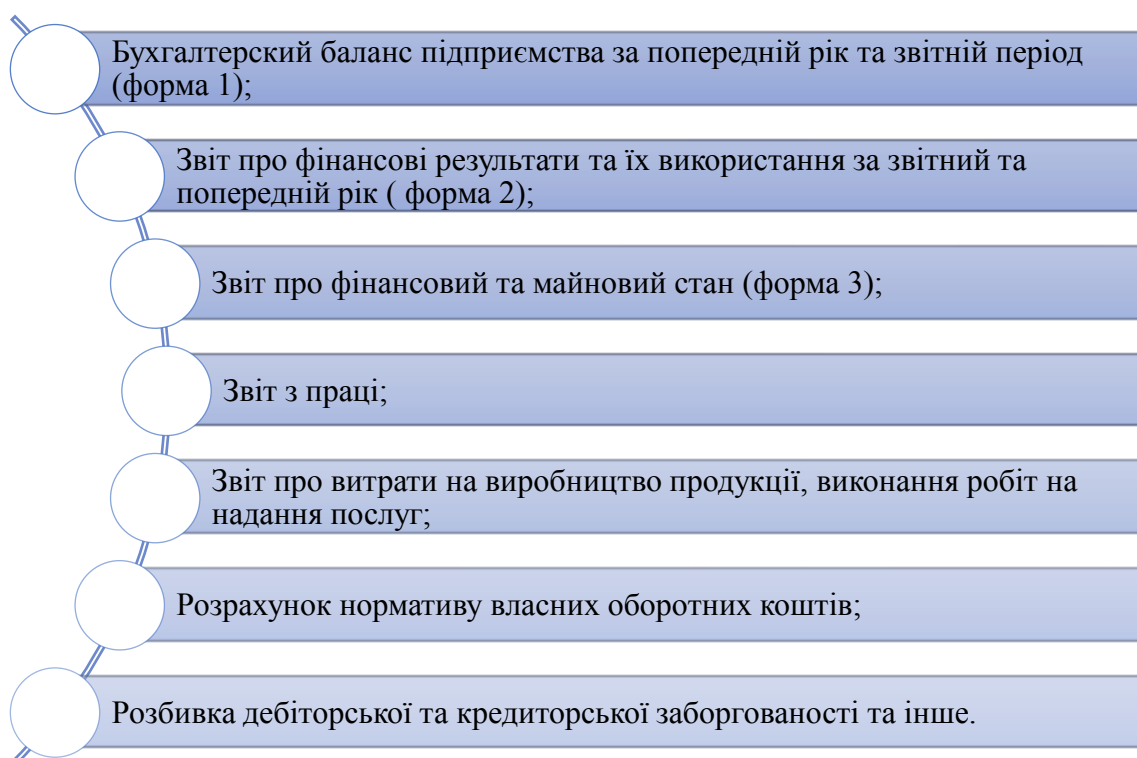 Бухгалтерский баланс підприємства за попередній рік та звітній період
(форма 1);
Звіт про фінансові результати та їх використання за звітний та
попередній рік ( форма 2);
Звіт про фінансовий та майновий стан (форма 3);
Звіт з праці;
Звіт про витрати на виробництво продукції, виконання робіт на
надання послуг;
Розрахунок нормативу власних оборотних коштів;
Розбивка дебіторської та кредиторської заборгованості та інше.